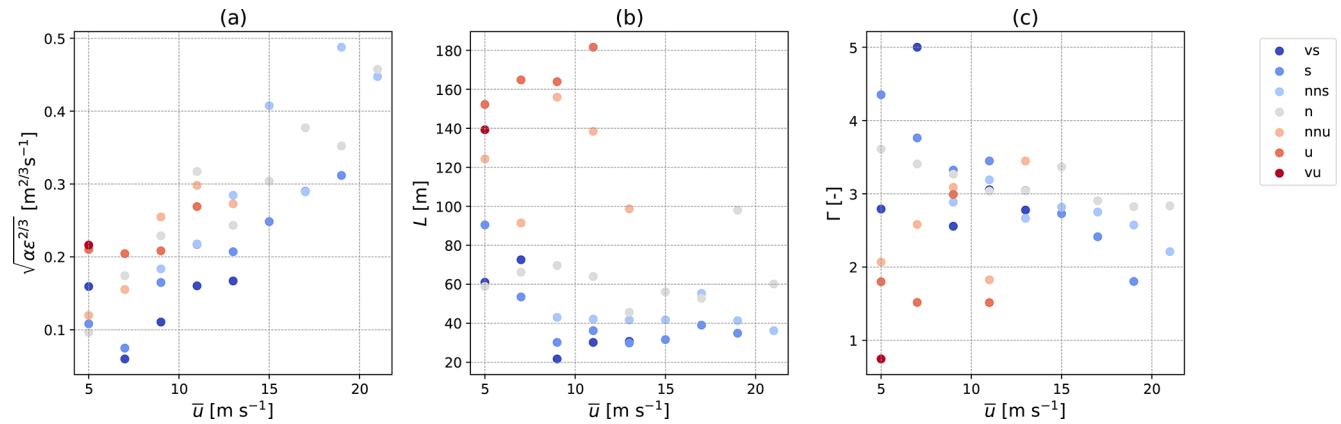 (a)
0.5
0.4
0.3
0.2
0.1
√αε^2/3 [m^2/3s^−1]
5 10 15 20
u̅ [m s^−1]
(b)
180
160
140
120
100
80
60
40
20
L [m]
5 10 15 20
u̅ [m s^−1]
(c)
5
4
3
2
1
Γ [-]
5 10 15 20
u̅ [m s^−1]
vs
s
nns
n
nnu
u
vu